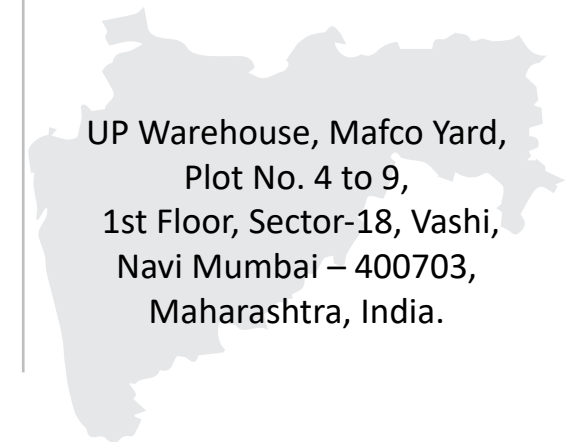 UP Warehouse, Mafco Yard,
Plot No. 4 to 9,
1st Floor, Sector-18, Vashi,
Navi Mumbai – 400703,
Maharashtra, India.